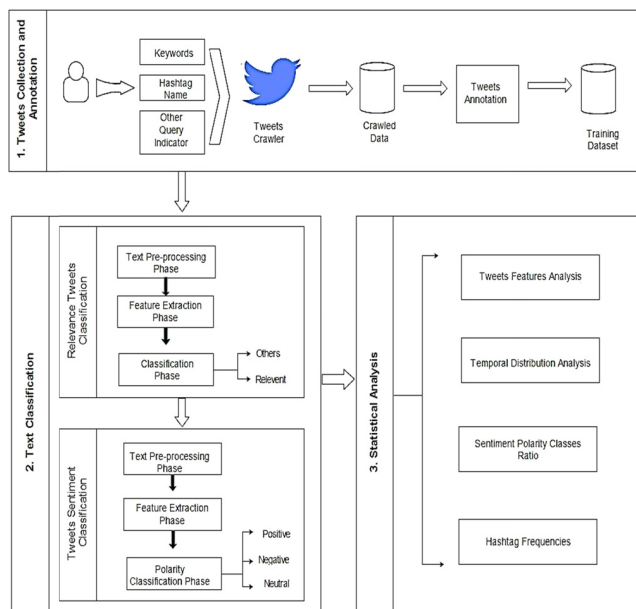 1. Tweets Collection and
Annotation
Keywords
Hashtag
Name
Other
Query
Indicator
Tweets
Crawler
Crawled
Data
Tweets
Annotation
Training
Dataset
2. Text Classification
Relevance Tweets
Classification
Text Pre-processing
Phase
Feature Extraction
Phase
Classification
Phase
Others
Relevent
Tweets Sentiment
Classification
Text Pre-processing
Phase
Feature Extraction
Phase
Polarity
Classification Phase
Positive
Negative
Neutral
3. Statistical Analysis
Tweets Features Analysis
Temporal Distribution Analysis
Sentiment Polarity Classes
Ratio
Hashtag Frequencies